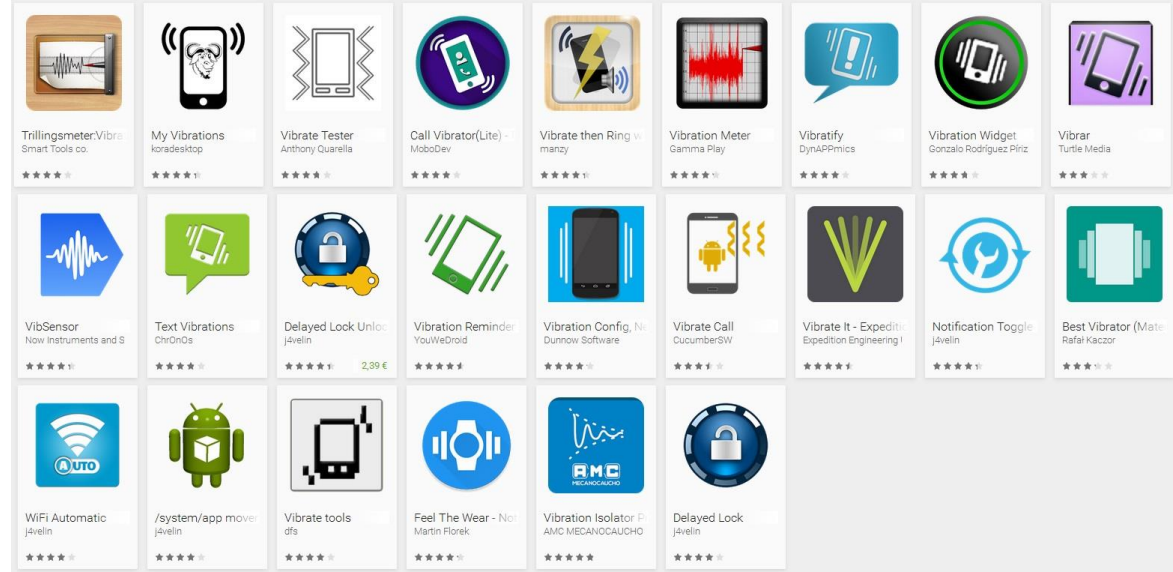 Trillingsmeter:Vibra
Smart Tools co.
My Vibrations
koradesktop
Vibrate Tester
Anthony Quarella
Call Vibrator(Lite) -
MoboDev
Vibrate then Ring w
manzy
Vibration Meter
Gamma Play
Vibratify
DynAPPmics
Vibration Widget
Gonzalo Rodríguez Píriz
Vibrar
Turtle Media
VibSensor
Now Instruments and S
Text Vibrations
ChrOnOs
Delayed Lock Unloc
j4velin
2,39 €
Vibration Reminder
YouWeDroid
Vibration Config, No
Dunnow Software
Vibrate Call
CucumberSW
Vibrate It - Expeditio
Expedition Engineering
Notification Toggle
j4velin
Best Vibrator (Mate
Rafał Kaczor
AUTO
WiFi Automatic
j4velin
/system/app mover
j4velin
Vibrate tools
dfs
Feel The Wear - Not
Martin Florek
AMC
MECANOCAUCHO
Vibration Isolator P
AMC MECANOCAUCHO
Delayed Lock
j4velin